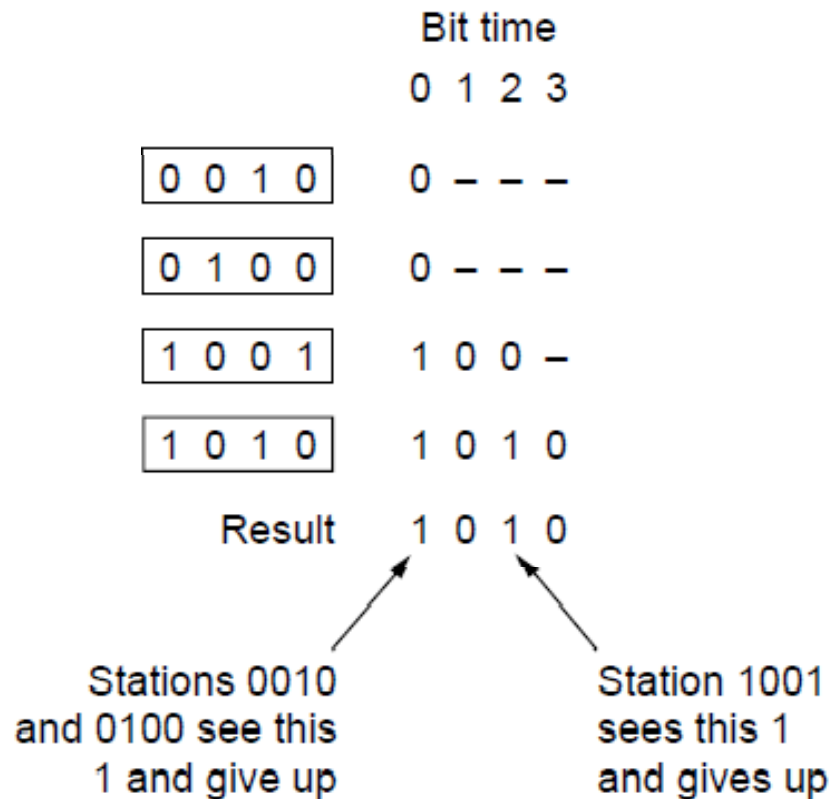 Bit time
0 1 2 3
0 0 1 0 0 – – –
0 1 0 0 0 – – –
1 0 0 1 1 0 0 –
1 0 1 0 1 0 1 0
Result 1 0 1 0
Stations 0010
and 0100 see this
1 and give up
Station 1001
sees this 1
and gives up